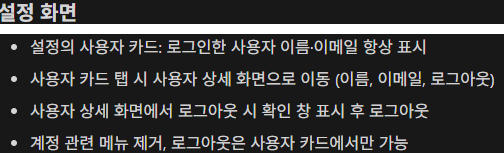 설정 화면
• 설정의 사용자 카드: 로그인한 사용자 이름·이메일 항상 표시
• 사용자 카드 탭 시 사용자 상세 화면으로 이동 (이름, 이메일, 로그아웃)
• 사용자 상세 화면에서 로그아웃 시 확인 창 표시 후 로그아웃
• 계정 관련 메뉴 제거, 로그아웃은 사용자 카드에서만 가능